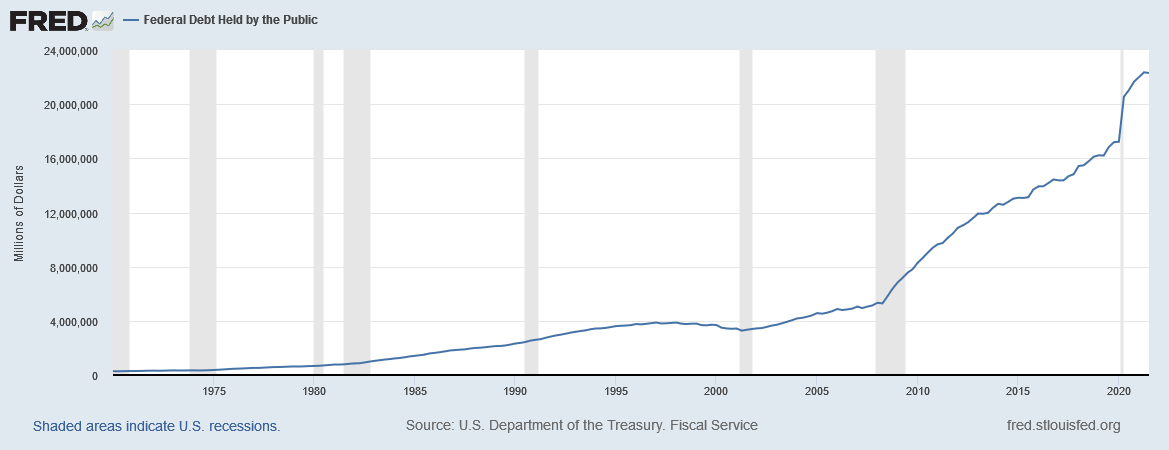 FRED
Federal Debt Held by the Public
Millions of Dollars
24,000,000
20,000,000
16,000,000
12,000,000
8,000,000
4,000,000
0
1975 1980 1985 1990 1995 2000 2005 2010 2015 2020
Shaded areas indicate U.S. recessions.
Source: U.S. Department of the Treasury. Fiscal Service
fred.stlouisfed.org